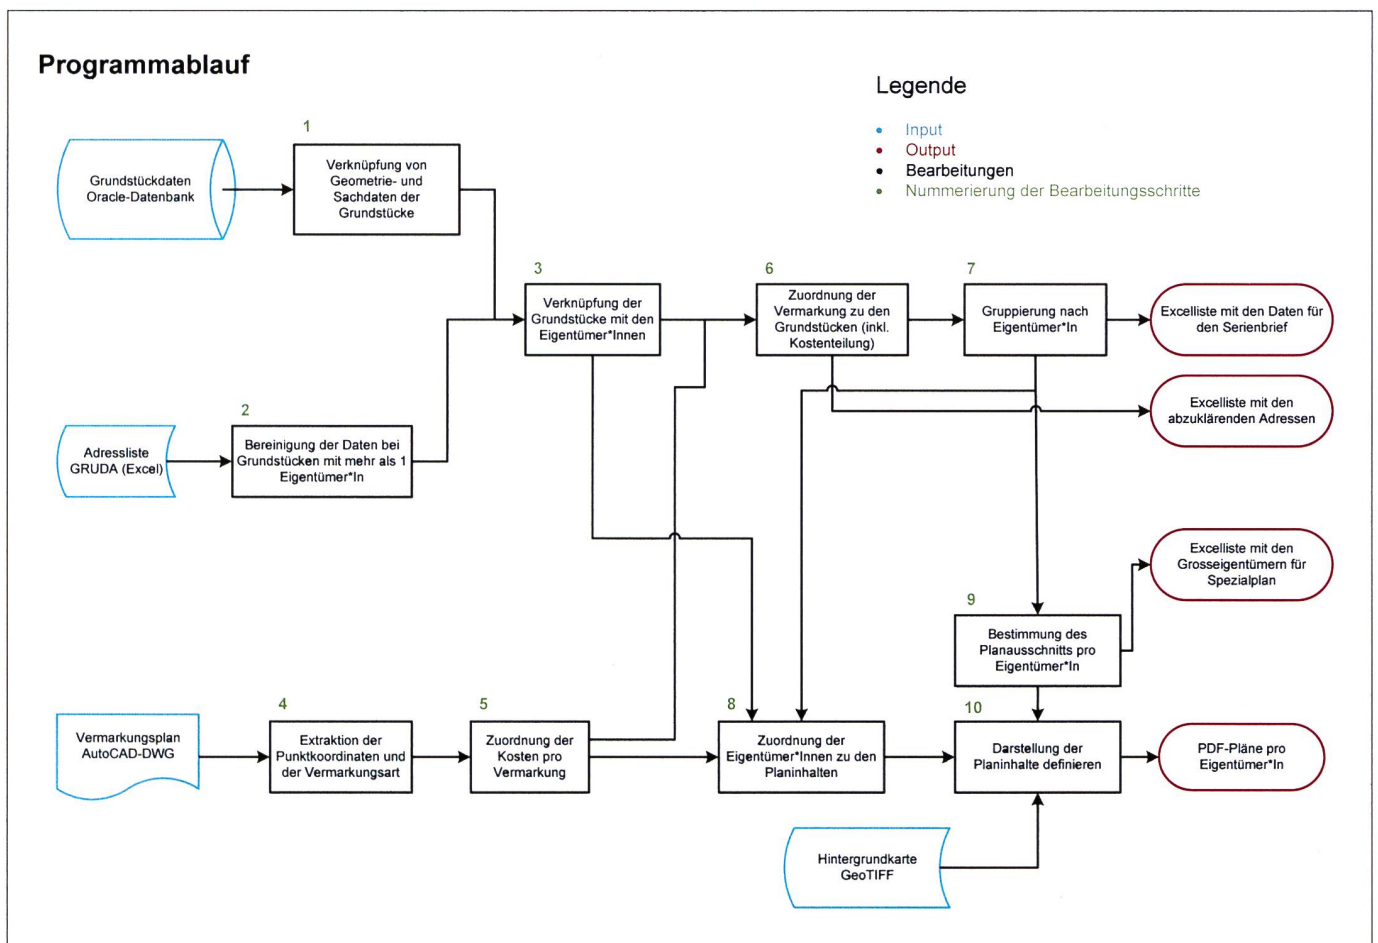 Programmablauf
Legende
Input
Output
Bearbeitungen
Nummerierung der Bearbeitungsschritte
1
Grundstückdaten
Oracle-Datenbank
Verknüpfung von
Geometrie- und
Sachdaten der
Grundstücke
3
Verknüpfung der
Grundstücke mit den
Eigentümer*Innen
6
Zuordnung der
Vermarkung zu den
Grundstücken (inkl.
Kostenteilung)
7
Gruppierung nach
Eigentümer*In
Excelliste mit den Daten für
den Serienbrief
Excelliste mit den
abzuklärenden Adressen
2
Adressliste
GRUDA (Excel)
Bereinigung der Daten bei
Grundstücken mit mehr als 1
Eigentümer*In
Excelliste mit den
Grosseigentümern für
Spezialplan
9
Bestimmung des
Planausschnitts pro
Eigentümer*In
Vermarkungsplan
AutoCAD-DWG
4
Extraktion der
Punktkoordinaten und
der Vermarkungsart
5
Zuordnung der
Kosten pro
Vermarkung
8
Zuordnung der
Eigentümer*Innen zu den
Planinhalten
10
Darstellung der
Planinhalte definieren
PDF-Pläne pro
Eigentümer*In
Hintergrundkarte
GeoTIFF